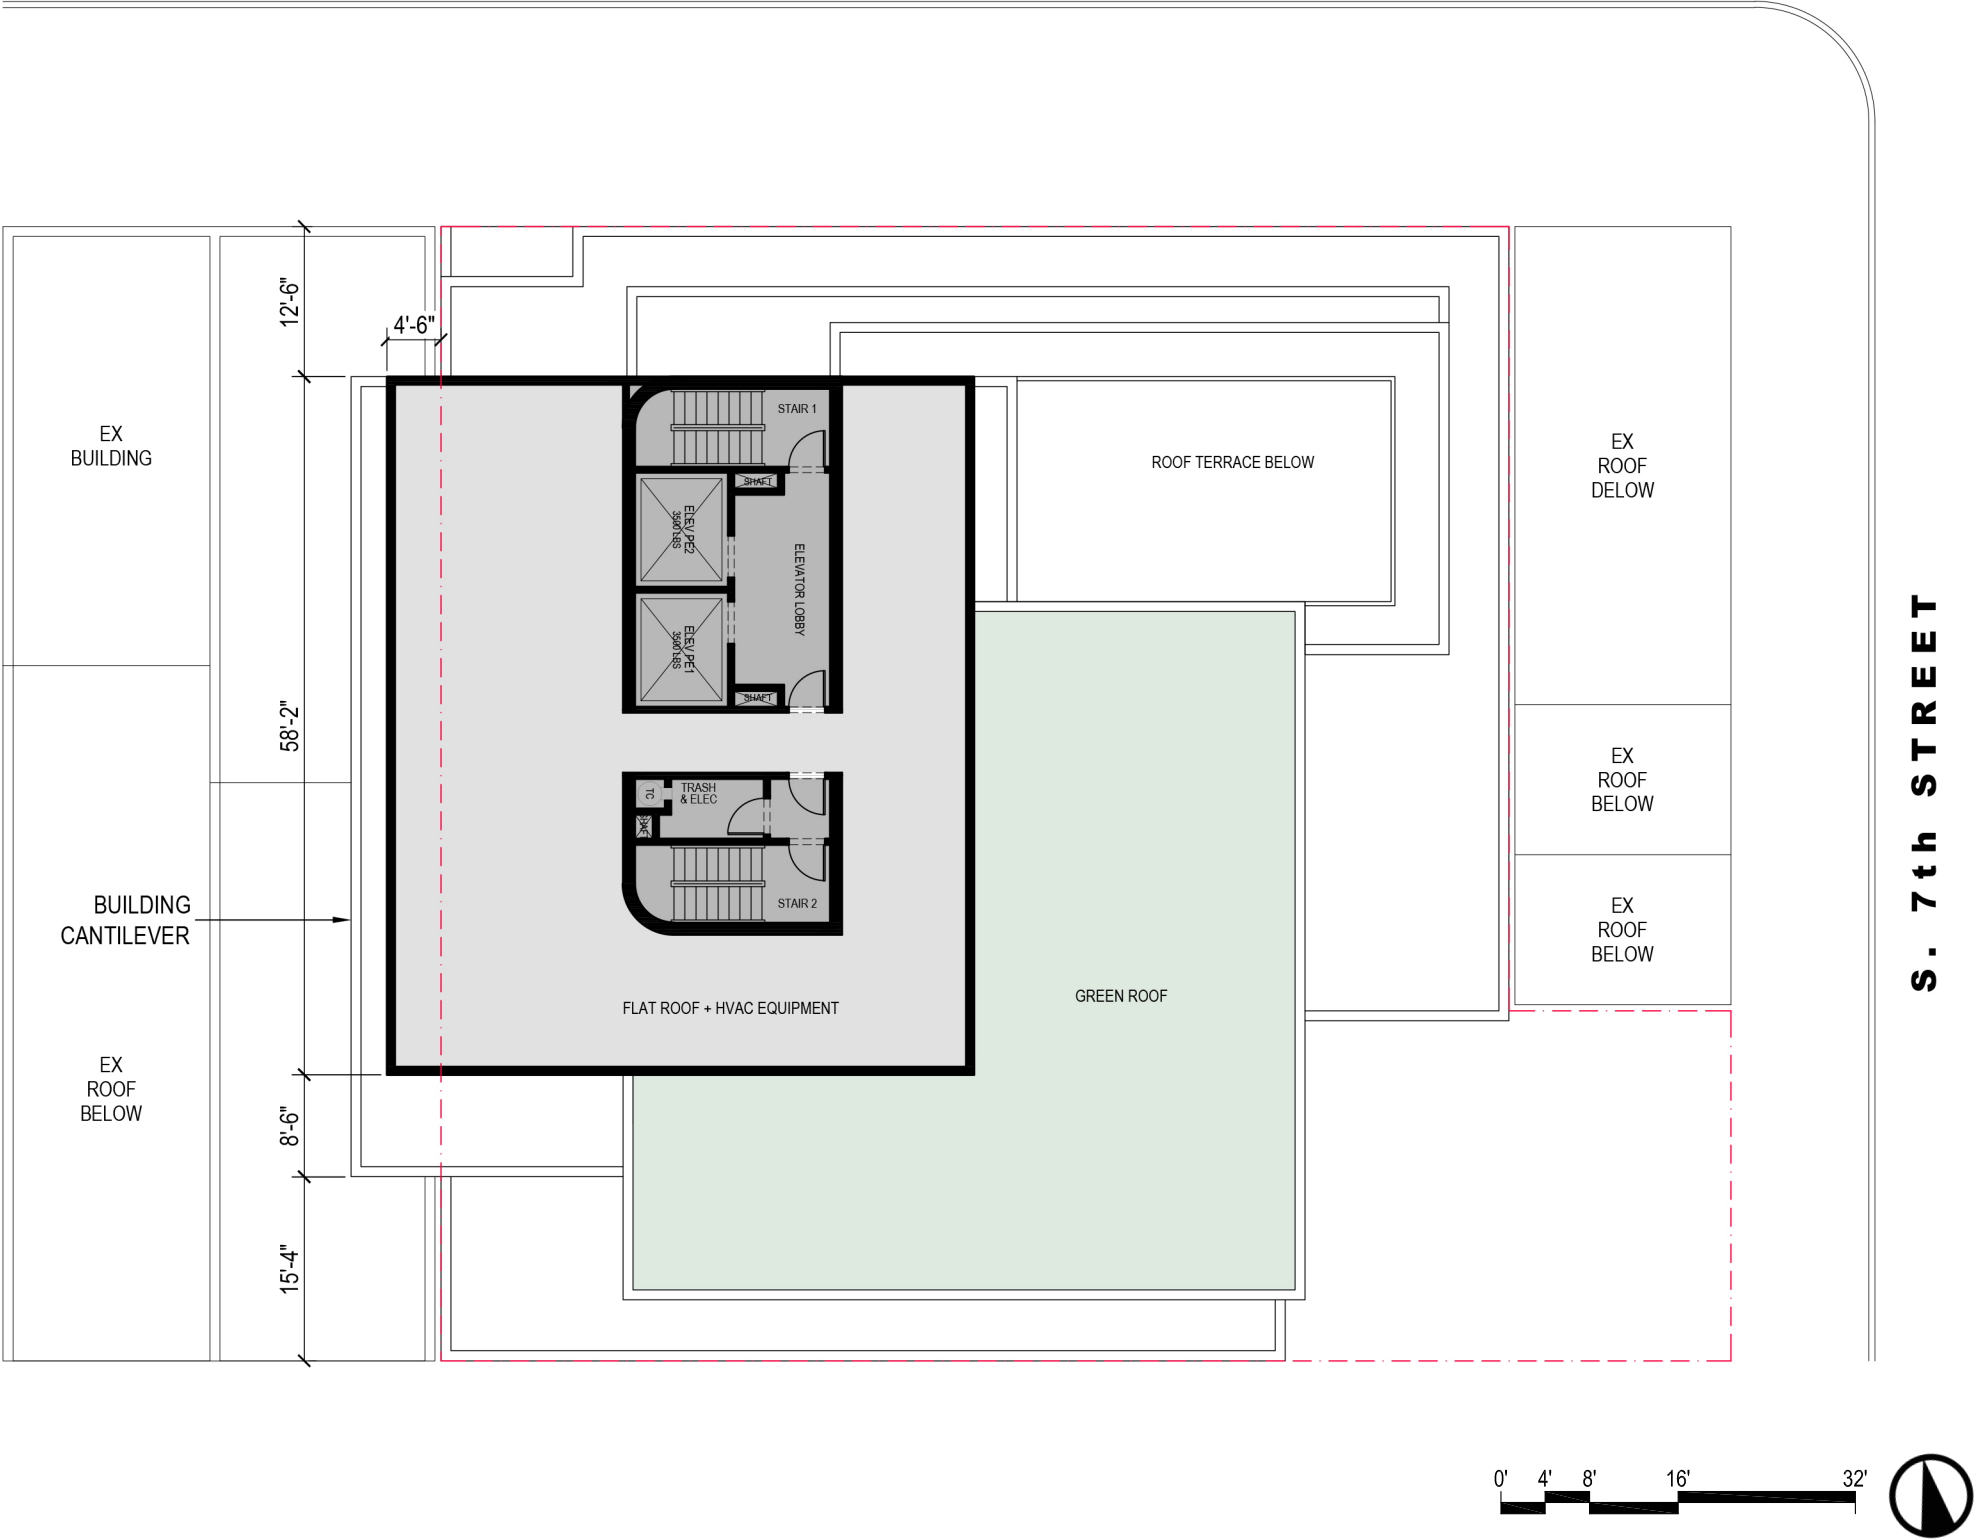 12'-6"
4'-6"
EX
BUILDING
STAIR 1
SHAFT
ELEV PE2
3500 LBS
ELEVATOR LOBBY
ELEV PE1
3500 LBS
SHAFT
ROOF TERRACE BELOW
EX
ROOF
DELOW
58'-2"
TC
TRASH
& ELEC
SHAF
STAIR 2
EX
ROOF
BELOW
EX
ROOF
BELOW
S. 7th STREET
BUILDING
CANTILEVER
FLAT ROOF + HVAC EQUIPMENT
GREEN ROOF
EX
ROOF
BELOW
8'-6"
15'-4"
0' 4' 8' 16' 32'